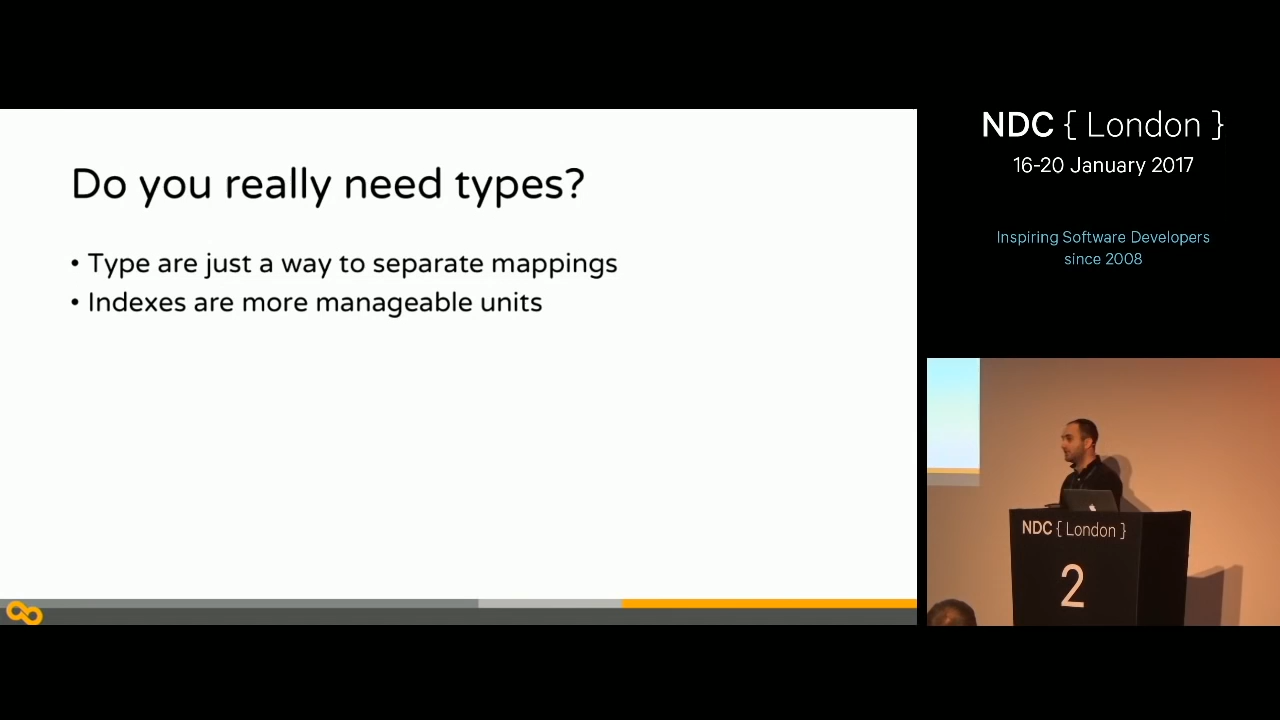 Do you really need types?
• Type are just a way to separate mappings
• Indexes are more manageable units
NDC { London }
16-20 January 2017
Inspiring Software Developers
since 2008
NDC { London }
2